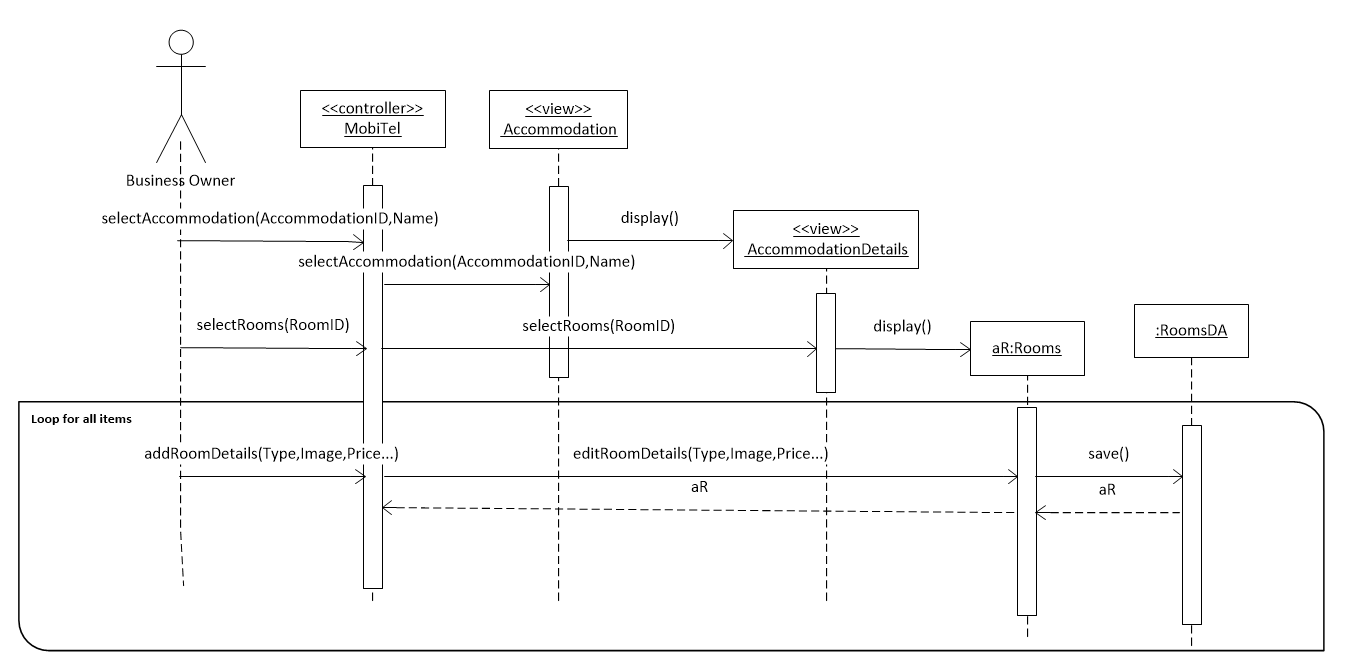 <<controller>>
MobiTel
<<view>>
Accommodation
Business Owner
selectAccommodation(AccommodationID,Name)
display()
<<view>>
AccommodationDetails
selectAccommodation(AccommodationID,Name)
selectRooms(RoomID)
selectRooms(RoomID)
display()
aR:Rooms
:RoomsDA
Loop for all items
addRoomDetails(Type,Image,Price...)
editRoomDetails(Type,Image,Price...)
save()
aR
aR